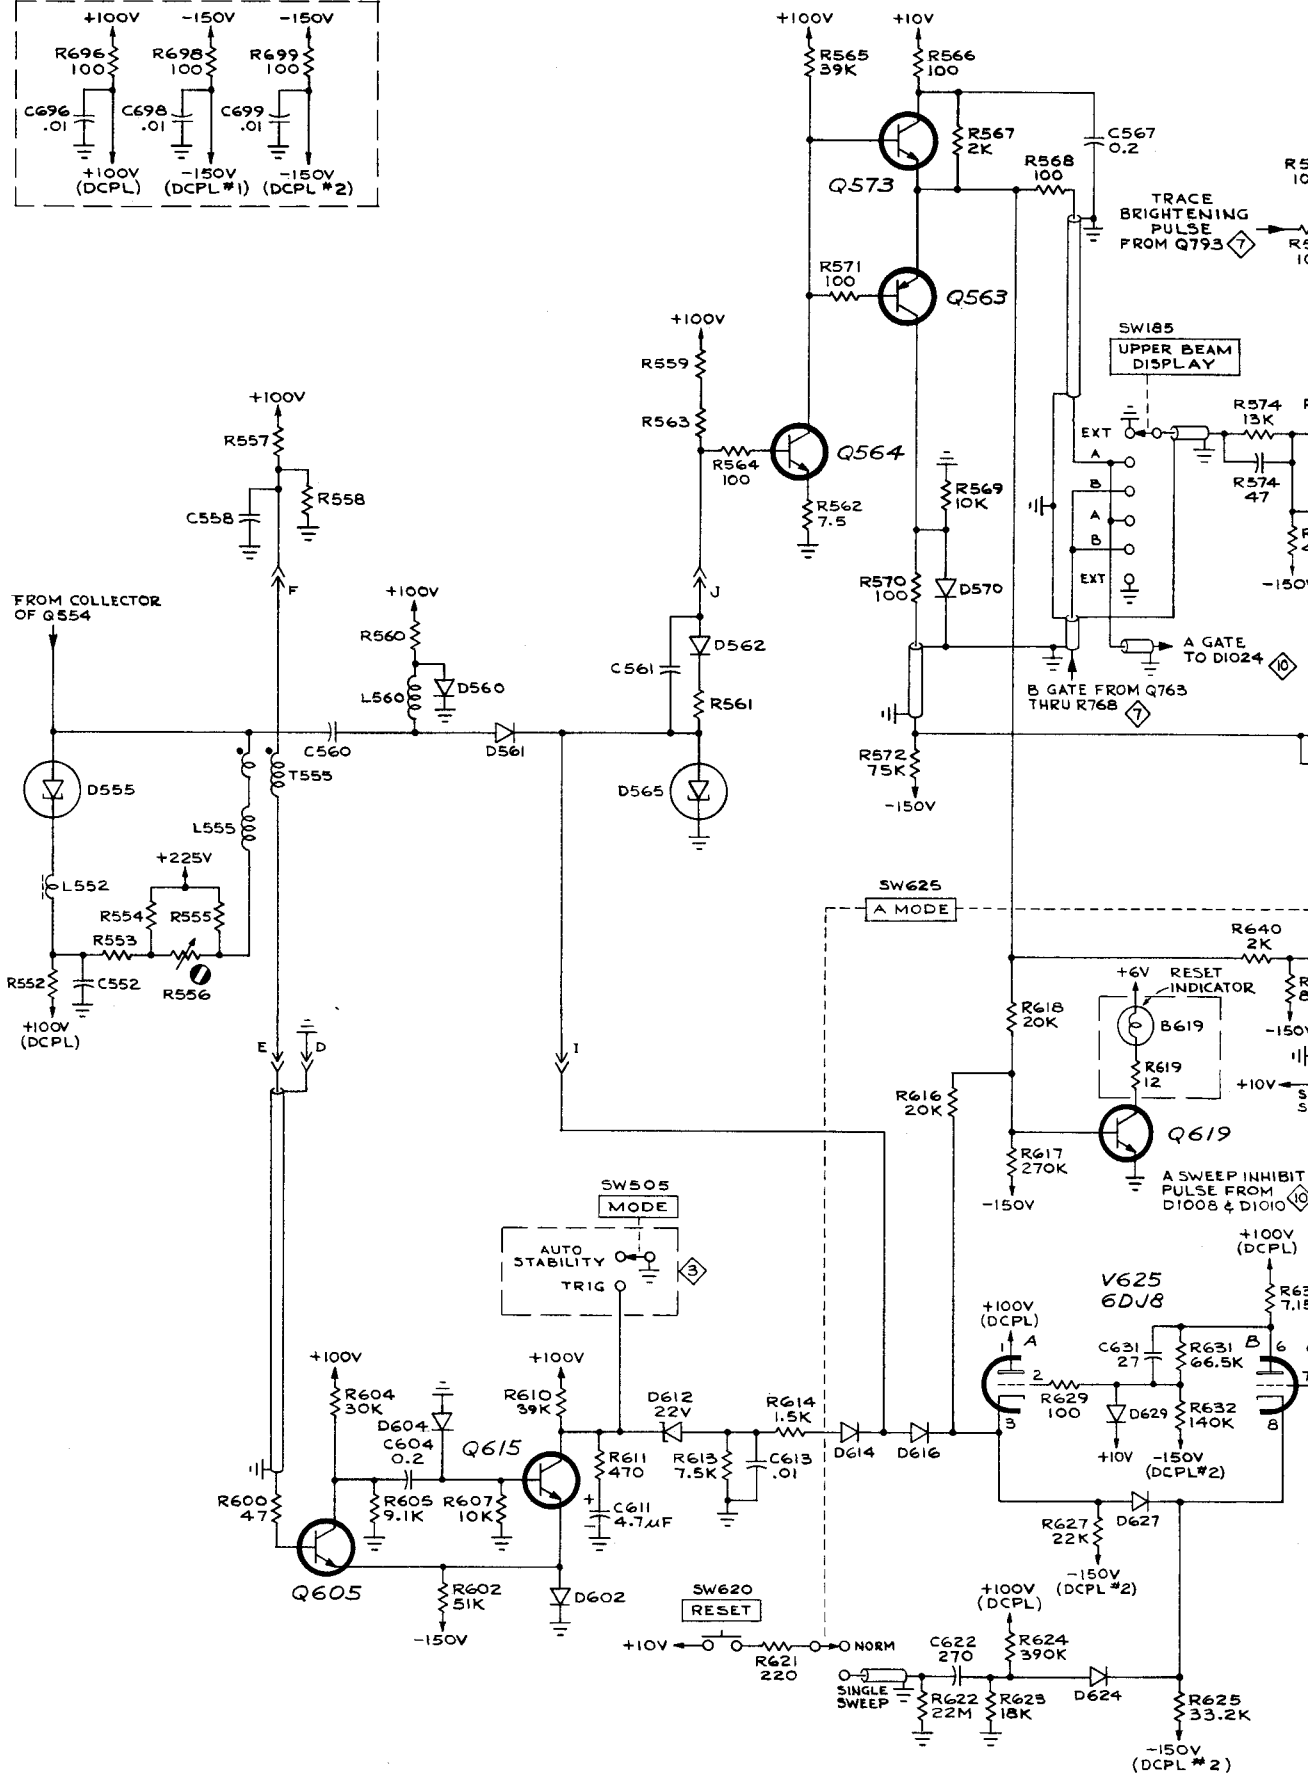 +100V
-150V
-150V
R696
100
R698
100
R699
100
C696
.01
C698
.01
C699
.01
+100V
(DCPL)
-150V
(DCPL #1)
-150V
(DCPL #2)
+100V
R565
39K
+10V
R566
100
Q573
R567
2K
C567
0.2
R568
100
TRACE
BRIGHTENING
PULSE
FROM Q793 7
R571
100
Q563
+100V
R559
R563
R564
100
Q564
R562
7.5
R569
10K
R570
100
D570
SW185
UPPER BEAM
DISPLAY
EXT
A
B
A
B
EXT
R574
13K
R574
47
-150V
A GATE
TO D1024 10
B GATE FROM Q763
THRU R768 7
R572
75K
-150V
+100V
R557
R558
C558
F
FROM COLLECTOR
OF Q554
+100V
R560
L560
D560
J
D562
C561
R561
C560
D561
D555
T555
L555
D565
L552
+225V
R554
R555
R553
R556
R552
C552
+100V
(DCPL)
E
D
I
SW625
A MODE
R640
2K
+6V
RESET
INDICATOR
B619
R619
12
R618
20K
R616
20K
-150V
+10V
Q619
R617
270K
-150V
A SWEEP INHIBIT
PULSE FROM
D1008 & D1010 10
SW505
MODE
AUTO
STABILITY
TRIG
3
+100V
(DCPL)
V625
6DJ8
+100V
(DCPL)
1
A
2
3
R629
100
C631
27
R631
66.5K
B
6
8
D629
+10V
R632
140K
-150V
(DCPL#2)
+100V
R604
30K
D604
C604
0.2
Q615
+100V
R610
39K
D612
22V
R614
1.5K
D614
D616
R611
470
R613
7.5K
C613
.01
+
C611
4.7μF
R600
47
R605
9.1K
R607
10K
Q605
R602
51K
-150V
D602
R627
22K
D627
-150V
(DCPL #2)
SW620
RESET
+10V
R621
220
NORM
SINGLE
SWEEP
+100V
(DCPL)
C622
270
R624
390K
R622
22M
R623
18K
D624
R625
33.2K
-150V
(DCPL #2)